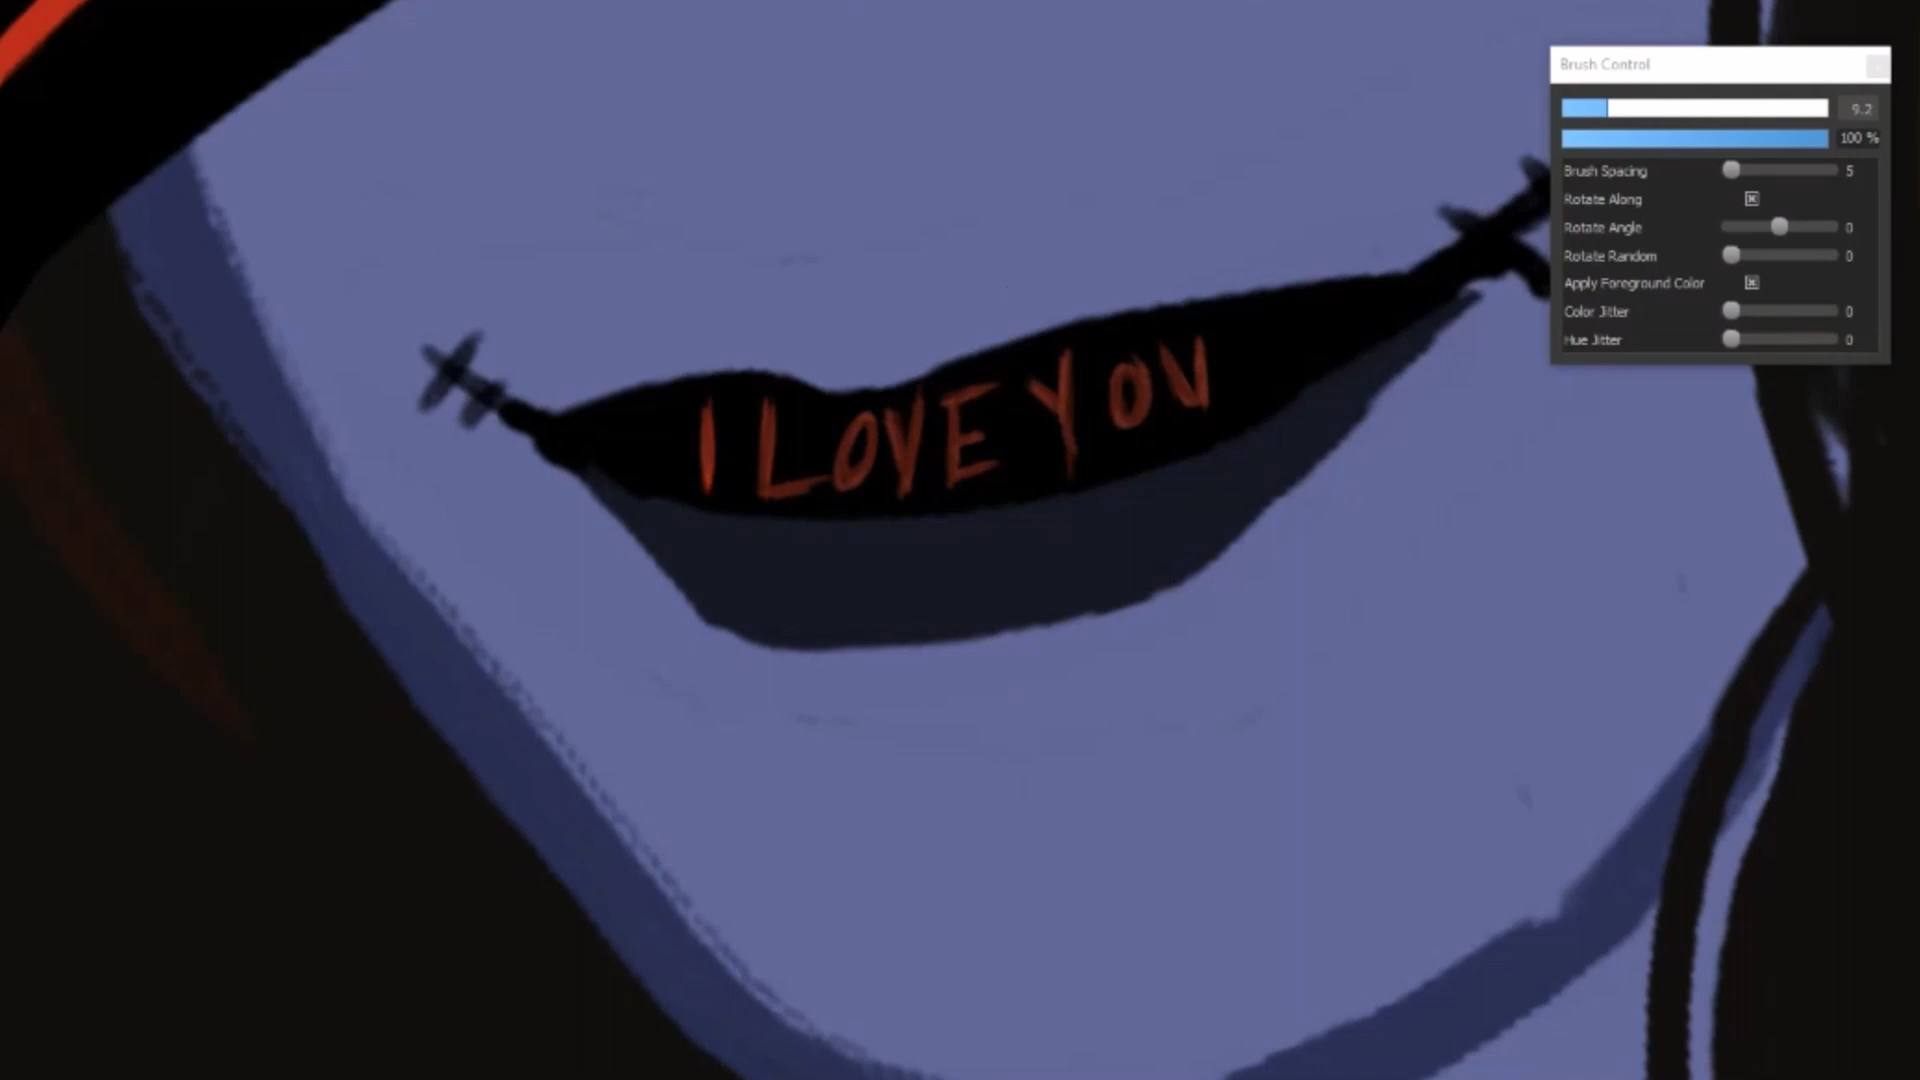 Brush Control
9.2
100 %
Brush Spacing 5
Rotate Along
Rotate Angle 0
Rotate Random 0
Apply Foreground Color
Color Jitter 0
Hue Jitter 0
I LOVE YOU